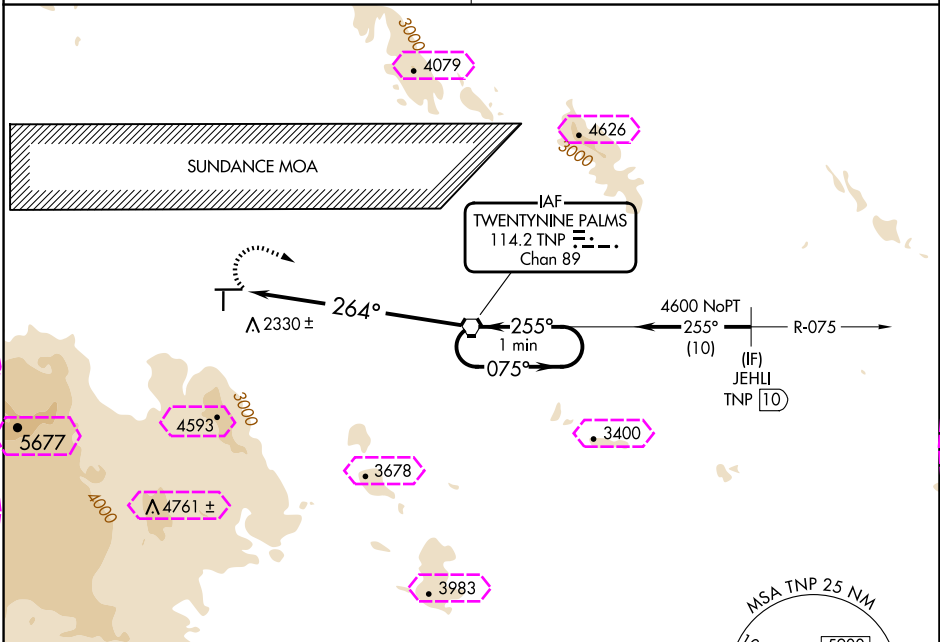 3000
4079
4626
3000
SUNDANCE MOA
IAF
TWENTYNINE PALMS
114.2 TNP
Chan 89
264°
2330 ±
255°
1 min
075°
4600 NoPT
255°
(10)
R-075
(IF)
JEHLI
TNP 10
3000
4593
5677
3400
3678
4000
4761 ±
3983
MSA TNP 25 NM